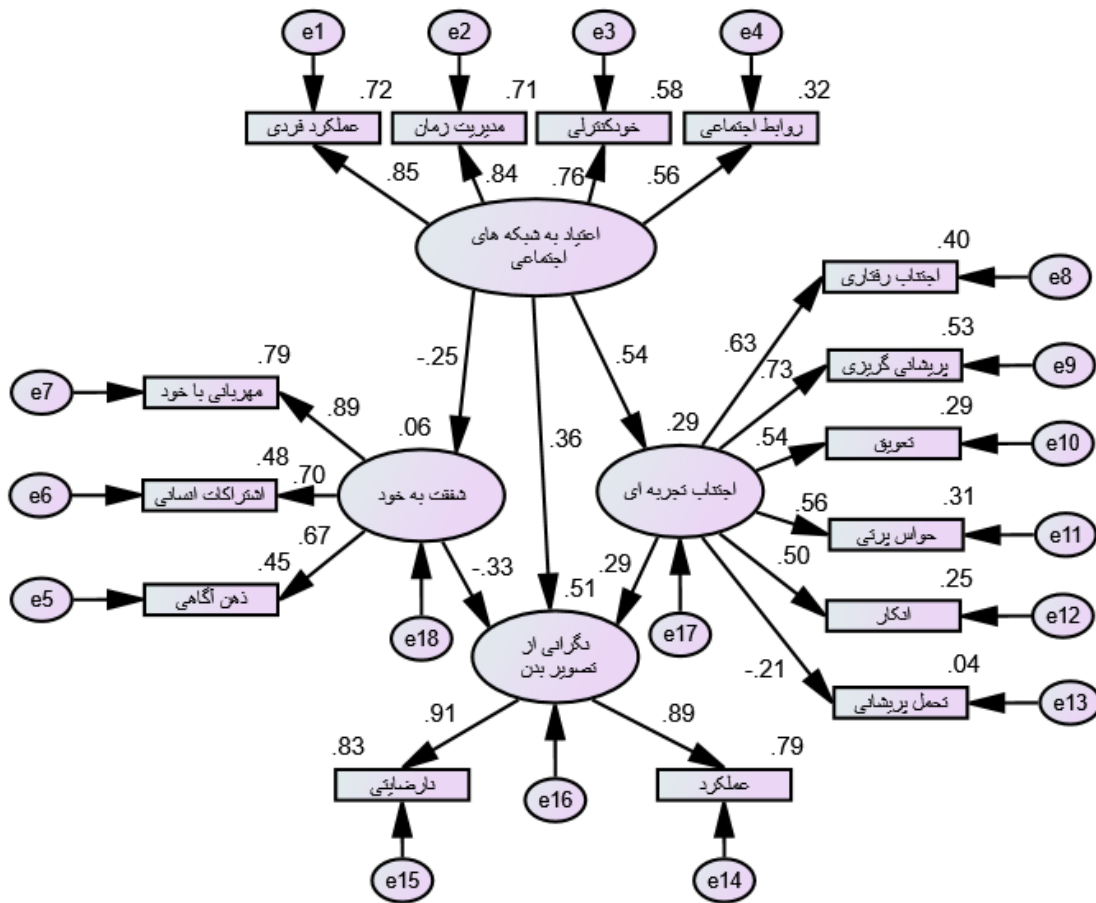 e1 e2 e3 e4
.72 .71 .58 .32
عملکرد فردی
مدیریت زمان
خودکنترلی
روابط اجتماعی
.85 .84 .76 .56
اعتیاد به شبکه های
اجتماعی
.40
اجتناب رفتاری
e8
.63
-.25
.54
.53
پریشانی گریزی
e9
.73
.79
مهربانی با خود
e7
.89
.06
.36
.29
.54
.29
تعویق
e10
.48
اشتراکات انسانی
e6
.70
شفقت به خود
اجتناب تجربه ای
.56
.31
حواس پرتی
e11
.67
.45
ذهن آگاهی
e5
-.33
.29
.50
.25
انکار
e12
e18
.51
e17
نگرانی از
تصویر بدن
-.21
.04
تحمل پریشانی
e13
.91
.89
.83
نارضایتی
e16
.79
عملکرد
e15
e14